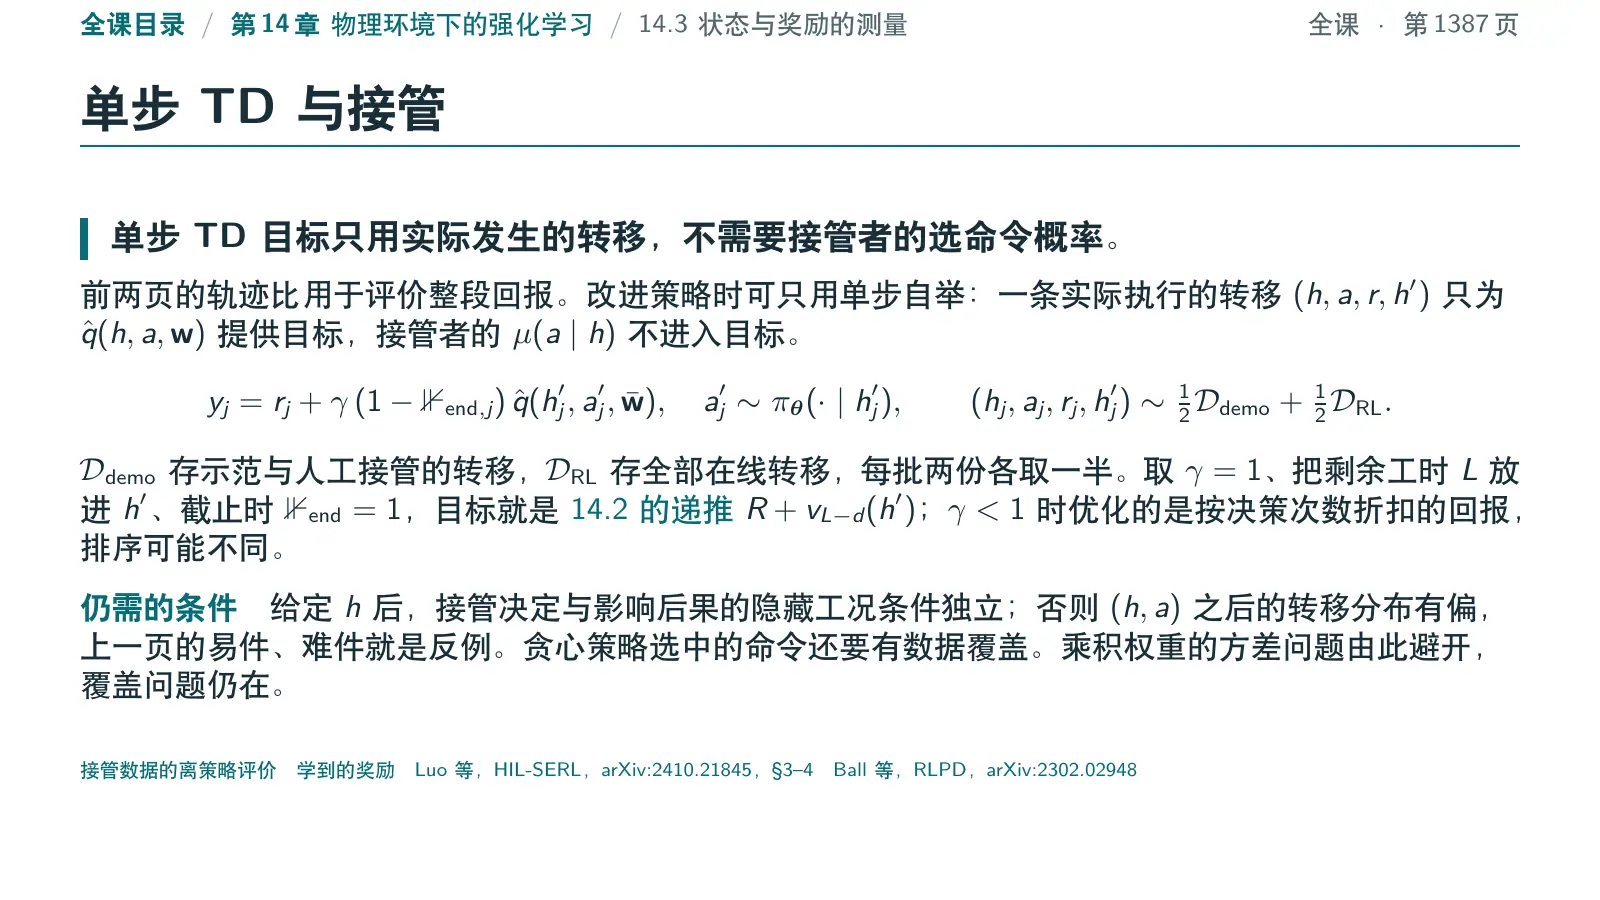 全课目录 / 第 14 章 物理环境下的强化学习 / 14.3 状态与奖励的测量
全课 · 第 1387 页
单步 TD 与接管
单步 TD 目标只用实际发生的转移，不需要接管者的选命令概率。
前两页的轨迹比用于评价整段回报。改进策略时可只用单步自举：一条实际执行的转移 (h, a, r, h′) 只为
q̂(h, a, w) 提供目标，接管者的 μ(a | h) 不进入目标。
y_j = r_j + γ (1 − 𝟙_end,j) q̂(h′_j, a′_j, w̄), a′_j ∼ π_θ(· | h′_j), (h_j, a_j, r_j, h′_j) ∼ ½𝒟_demo + ½𝒟_RL.
𝒟_demo 存示范与人工接管的转移，𝒟_RL 存全部在线转移，每批两份各取一半。取 γ = 1、把剩余工时 L 放
进 h′、截止时 𝟙_end = 1，目标就是 14.2 的递推 R + v_{L−d}(h′)；γ < 1 时优化的是按决策次数折扣的回报，
排序可能不同。
仍需的条件 给定 h 后，接管决定与影响后果的隐藏工况条件独立；否则 (h, a) 之后的转移分布有偏，
上一页的易件、难件就是反例。贪心策略选中的命令还要有数据覆盖。乘积权重的方差问题由此避开，
覆盖问题仍在。
接管数据的离策略评价 学到的奖励 Luo 等，HIL-SERL，arXiv:2410.21845，§3–4 Ball 等，RLPD，arXiv:2302.02948